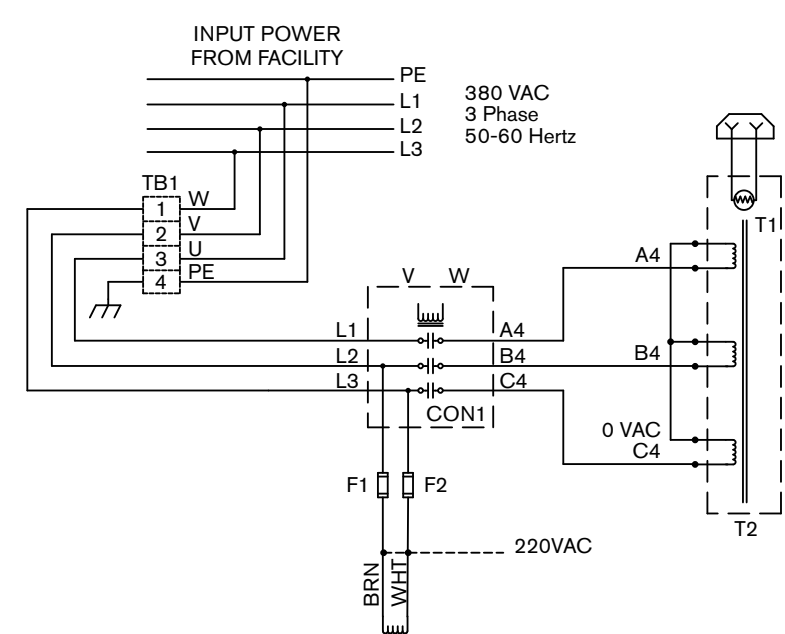 INPUT POWER
FROM FACILITY
PE
L1
L2
L3
380 VAC
3 Phase
50-60 Hertz
TB1
1 W
2 V
3 U
4 PE
T1
A4
V W
L1 A4
L2 B4
L3 C4
CON1
B4
0 VAC
C4
T2
F1 F2
220VAC
BRN
WHT